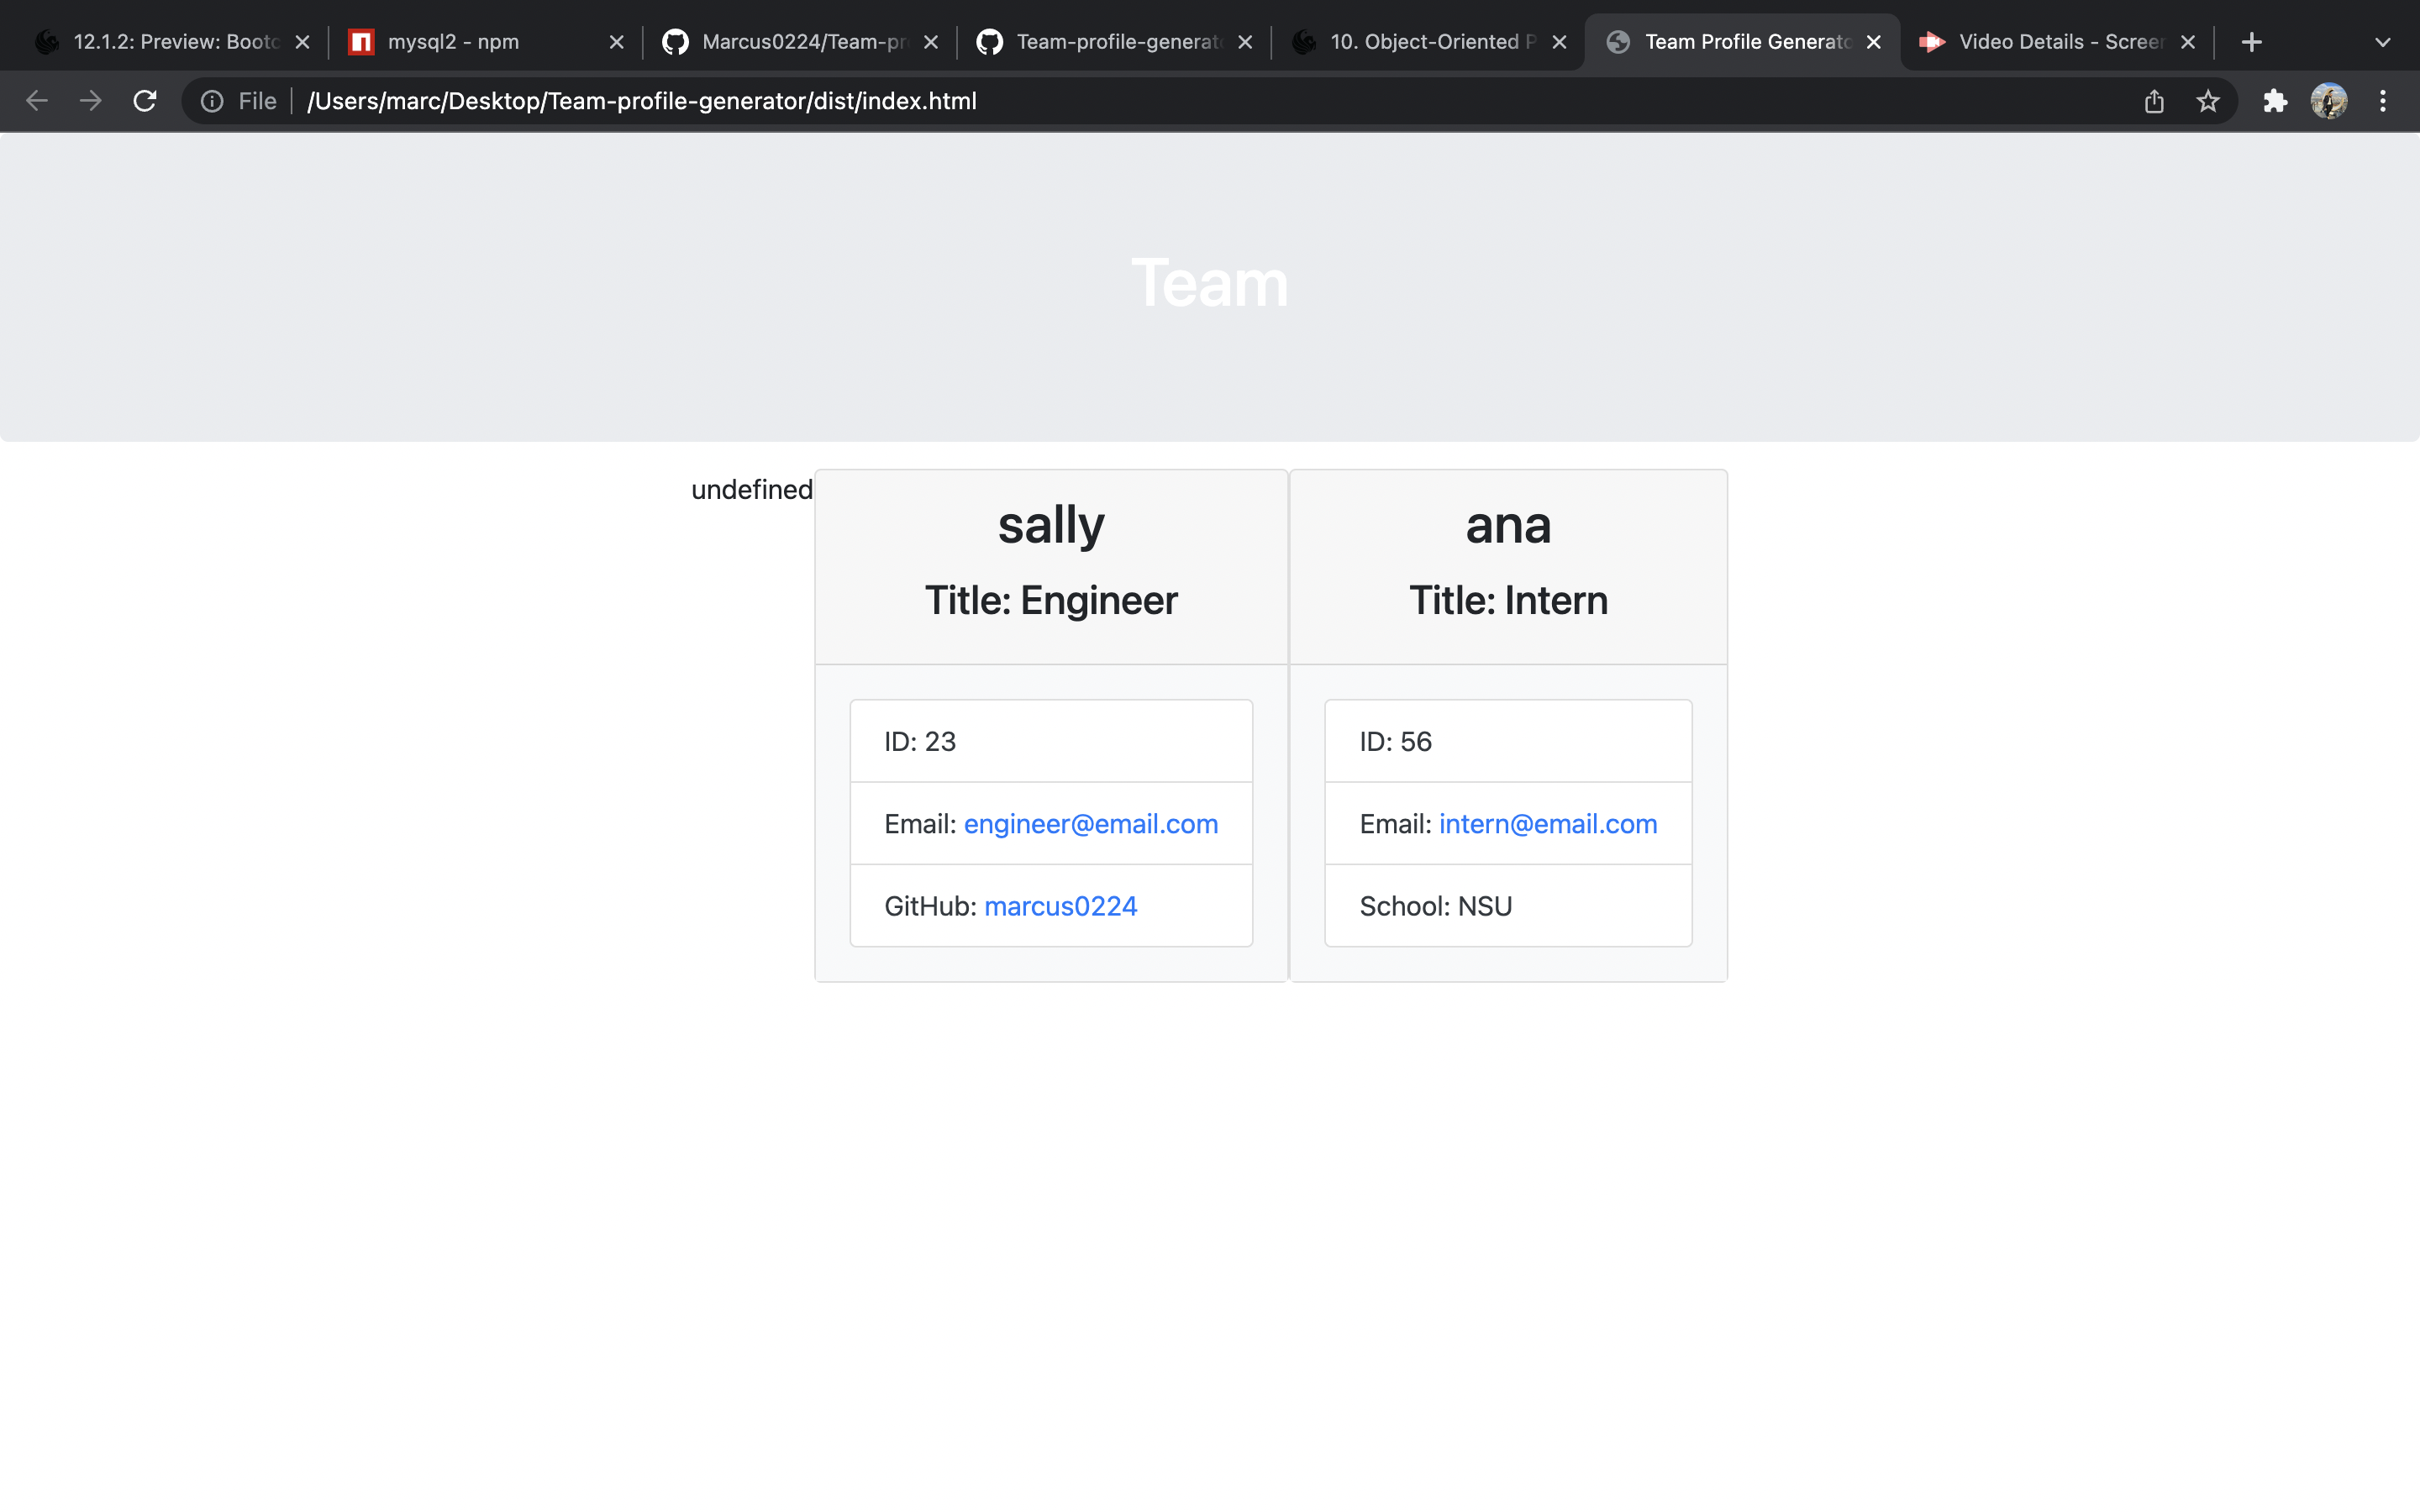 12.1.2: Preview: Bootc
mysql2 - npm
Marcus0224/Team-pr
Team-profile-generato
10. Object-Oriented P
Team Profile Generato
Video Details - Screen
File /Users/marc/Desktop/Team-profile-generator/dist/index.html
Team
undefined
sally
Title: Engineer
ID: 23
Email: engineer@email.com
GitHub: marcus0224
ana
Title: Intern
ID: 56
Email: intern@email.com
School: NSU